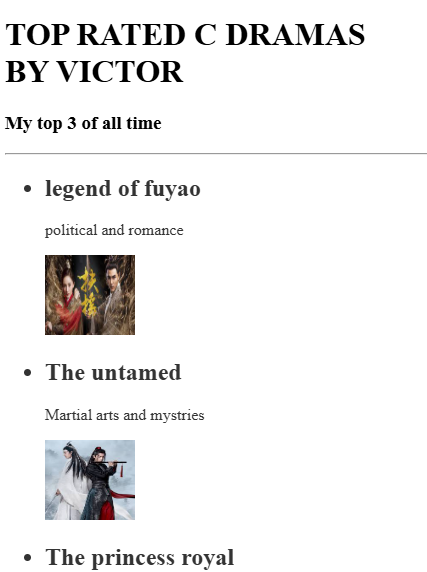 TOP RATED C DRAMAS
BY VICTOR
My top 3 of all time
legend of fuyao
political and romance
扶摇
The untamed
Martial arts and mystries
The princess royal